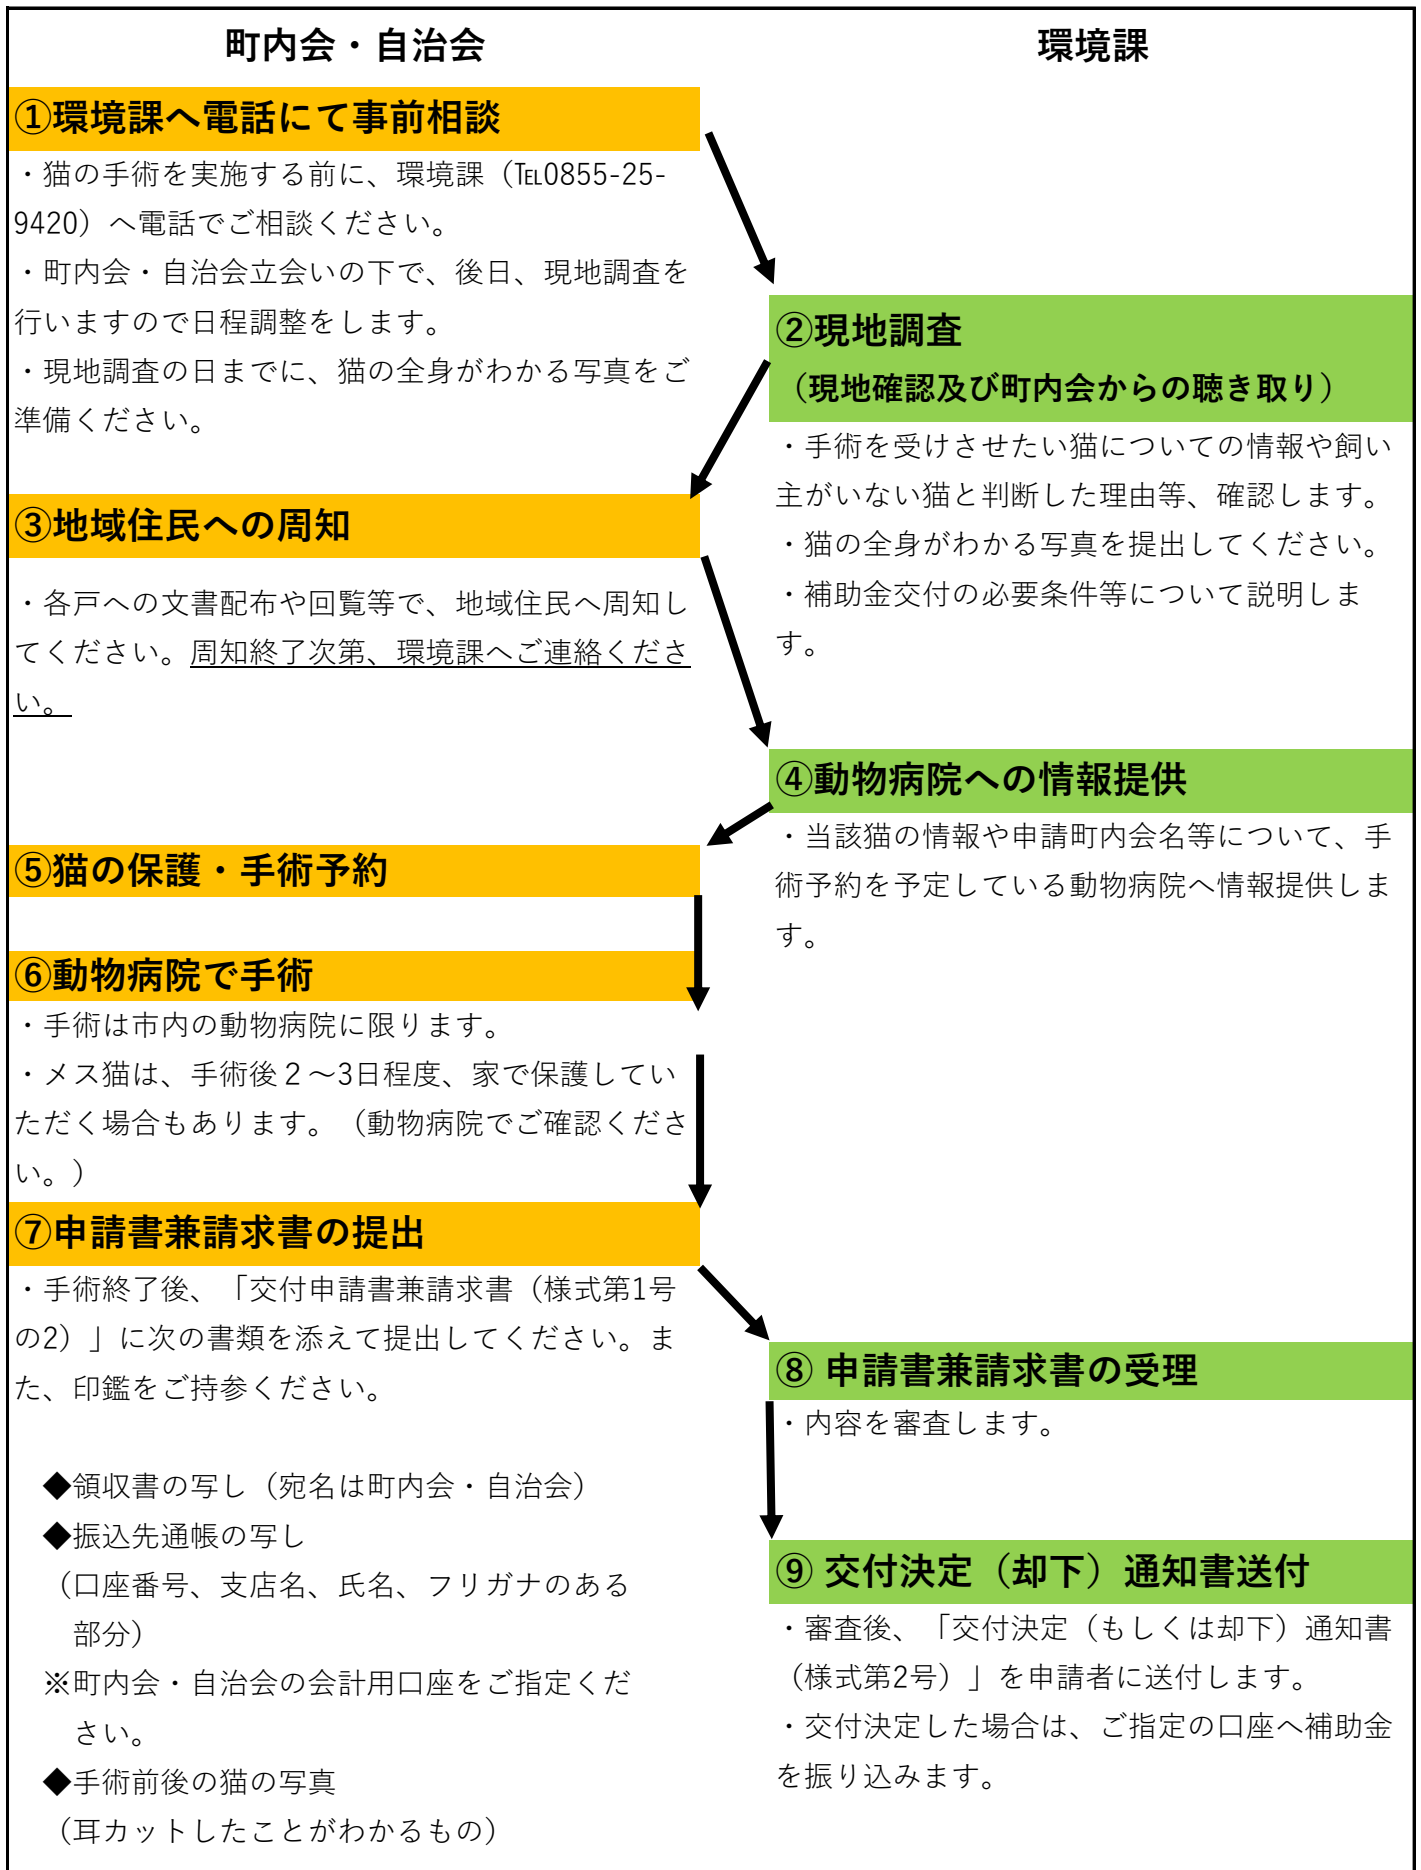 町内会・自治会
環境課
①環境課へ電話にて事前相談
・猫の手術を実施する前に、環境課（℡0855-25-
9420）へ電話でご相談ください。
・町内会・自治会立会いの下で、後日、現地調査を
行いますので日程調整をします。
・現地調査の日までに、猫の全身がわかる写真をご
準備ください。
②現地調査
（現地確認及び町内会からの聴き取り）
・手術を受けさせたい猫についての情報や飼い
主がいない猫と判断した理由等、確認します。
・猫の全身がわかる写真を提出してください。
・補助金交付の必要条件等について説明しま
す。
③地域住民への周知
・各戸への文書配布や回覧等で、地域住民へ周知し
てください。周知終了次第、環境課へご連絡くださ
い。
④動物病院への情報提供
・当該猫の情報や申請町内会名等について、手
術予約を予定している動物病院へ情報提供しま
す。
⑤猫の保護・手術予約
⑥動物病院で手術
・手術は市内の動物病院に限ります。
・メス猫は、手術後２～3日程度、家で保護してい
ただく場合もあります。（動物病院でご確認くださ
い。）
⑦申請書兼請求書の提出
・手術終了後、「交付申請書兼請求書（様式第1号
の2）」に次の書類を添えて提出してください。ま
た、印鑑をご持参ください。
◆領収書の写し（宛名は町内会・自治会）
◆振込先通帳の写し
（口座番号、支店名、氏名、フリガナのある
部分）
※町内会・自治会の会計用口座をご指定くだ
さい。
◆手術前後の猫の写真
（耳カットしたことがわかるもの）
⑧ 申請書兼請求書の受理
・内容を審査します。
⑨ 交付決定（却下）通知書送付
・審査後、「交付決定（もしくは却下）通知書
（様式第2号）」を申請者に送付します。
・交付決定した場合は、ご指定の口座へ補助金
を振り込みます。